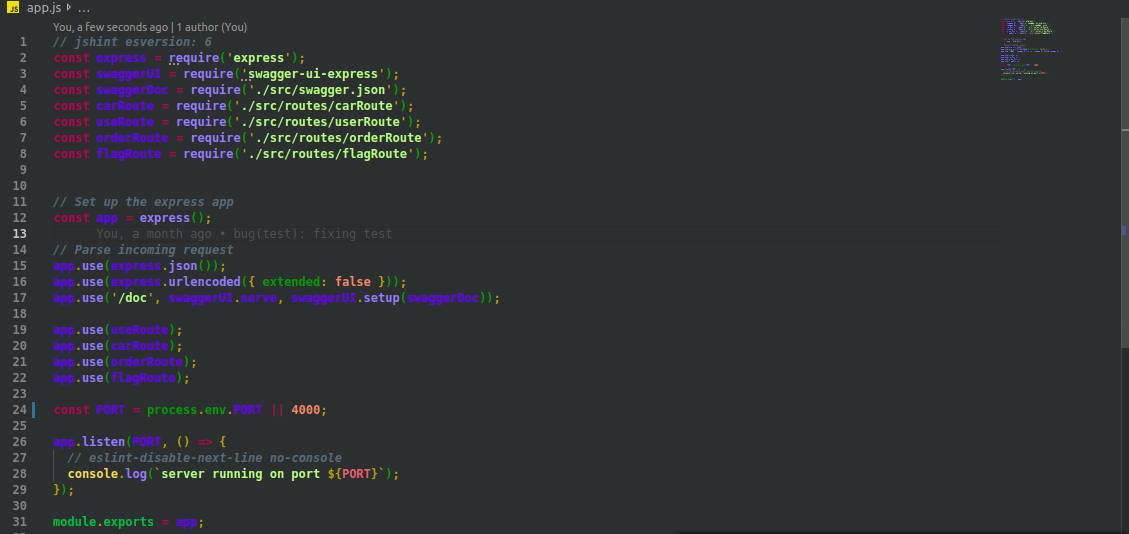 JS app.js > ...
You, a few seconds ago | 1 author (You)
1 // jshint esversion: 6
2 const express = require('express');
3 const swaggerUI = require('swagger-ui-express');
4 const swaggerDoc = require('./src/swagger.json');
5 const carRoute = require('./src/routes/carRoute');
6 const useRoute = require('./src/routes/userRoute');
7 const orderRoute = require('./src/routes/orderRoute');
8 const flagRoute = require('./src/routes/flagRoute');
9
10
11 // Set up the express app
12 const app = express();
13 You, a month ago • bug(test): fixing test
14 // Parse incoming request
15 app.use(express.json());
16 app.use(express.urlencoded({ extended: false }));
17 app.use('/doc', swaggerUI.serve, swaggerUI.setup(swaggerDoc));
18
19 app.use(useRoute);
20 app.use(carRoute);
21 app.use(orderRoute);
22 app.use(flagRoute);
23
24 const PORT = process.env.PORT || 4000;
25
26 app.listen(PORT, () => {
27 // eslint-disable-next-line no-console
28 console.log(`server running on port ${PORT}`);
29 });
30
31 module.exports = app;